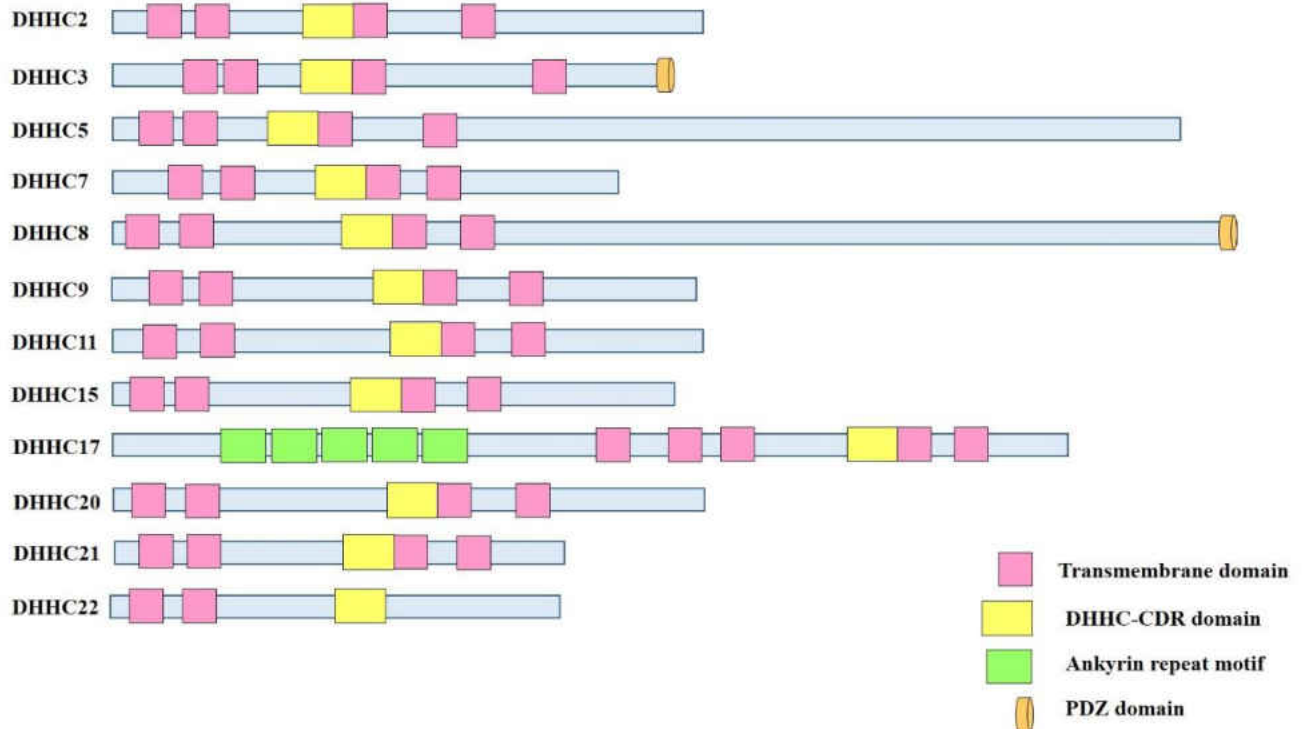 DHHC2
DHHC3
DHHC5
DHHC7
DHHC8
DHHC9
DHHC11
DHHC15
DHHC17
DHHC20
DHHC21
DHHC22
Transmembrane domain
DHHC-CDR domain
Ankyrin repeat motif
PDZ domain